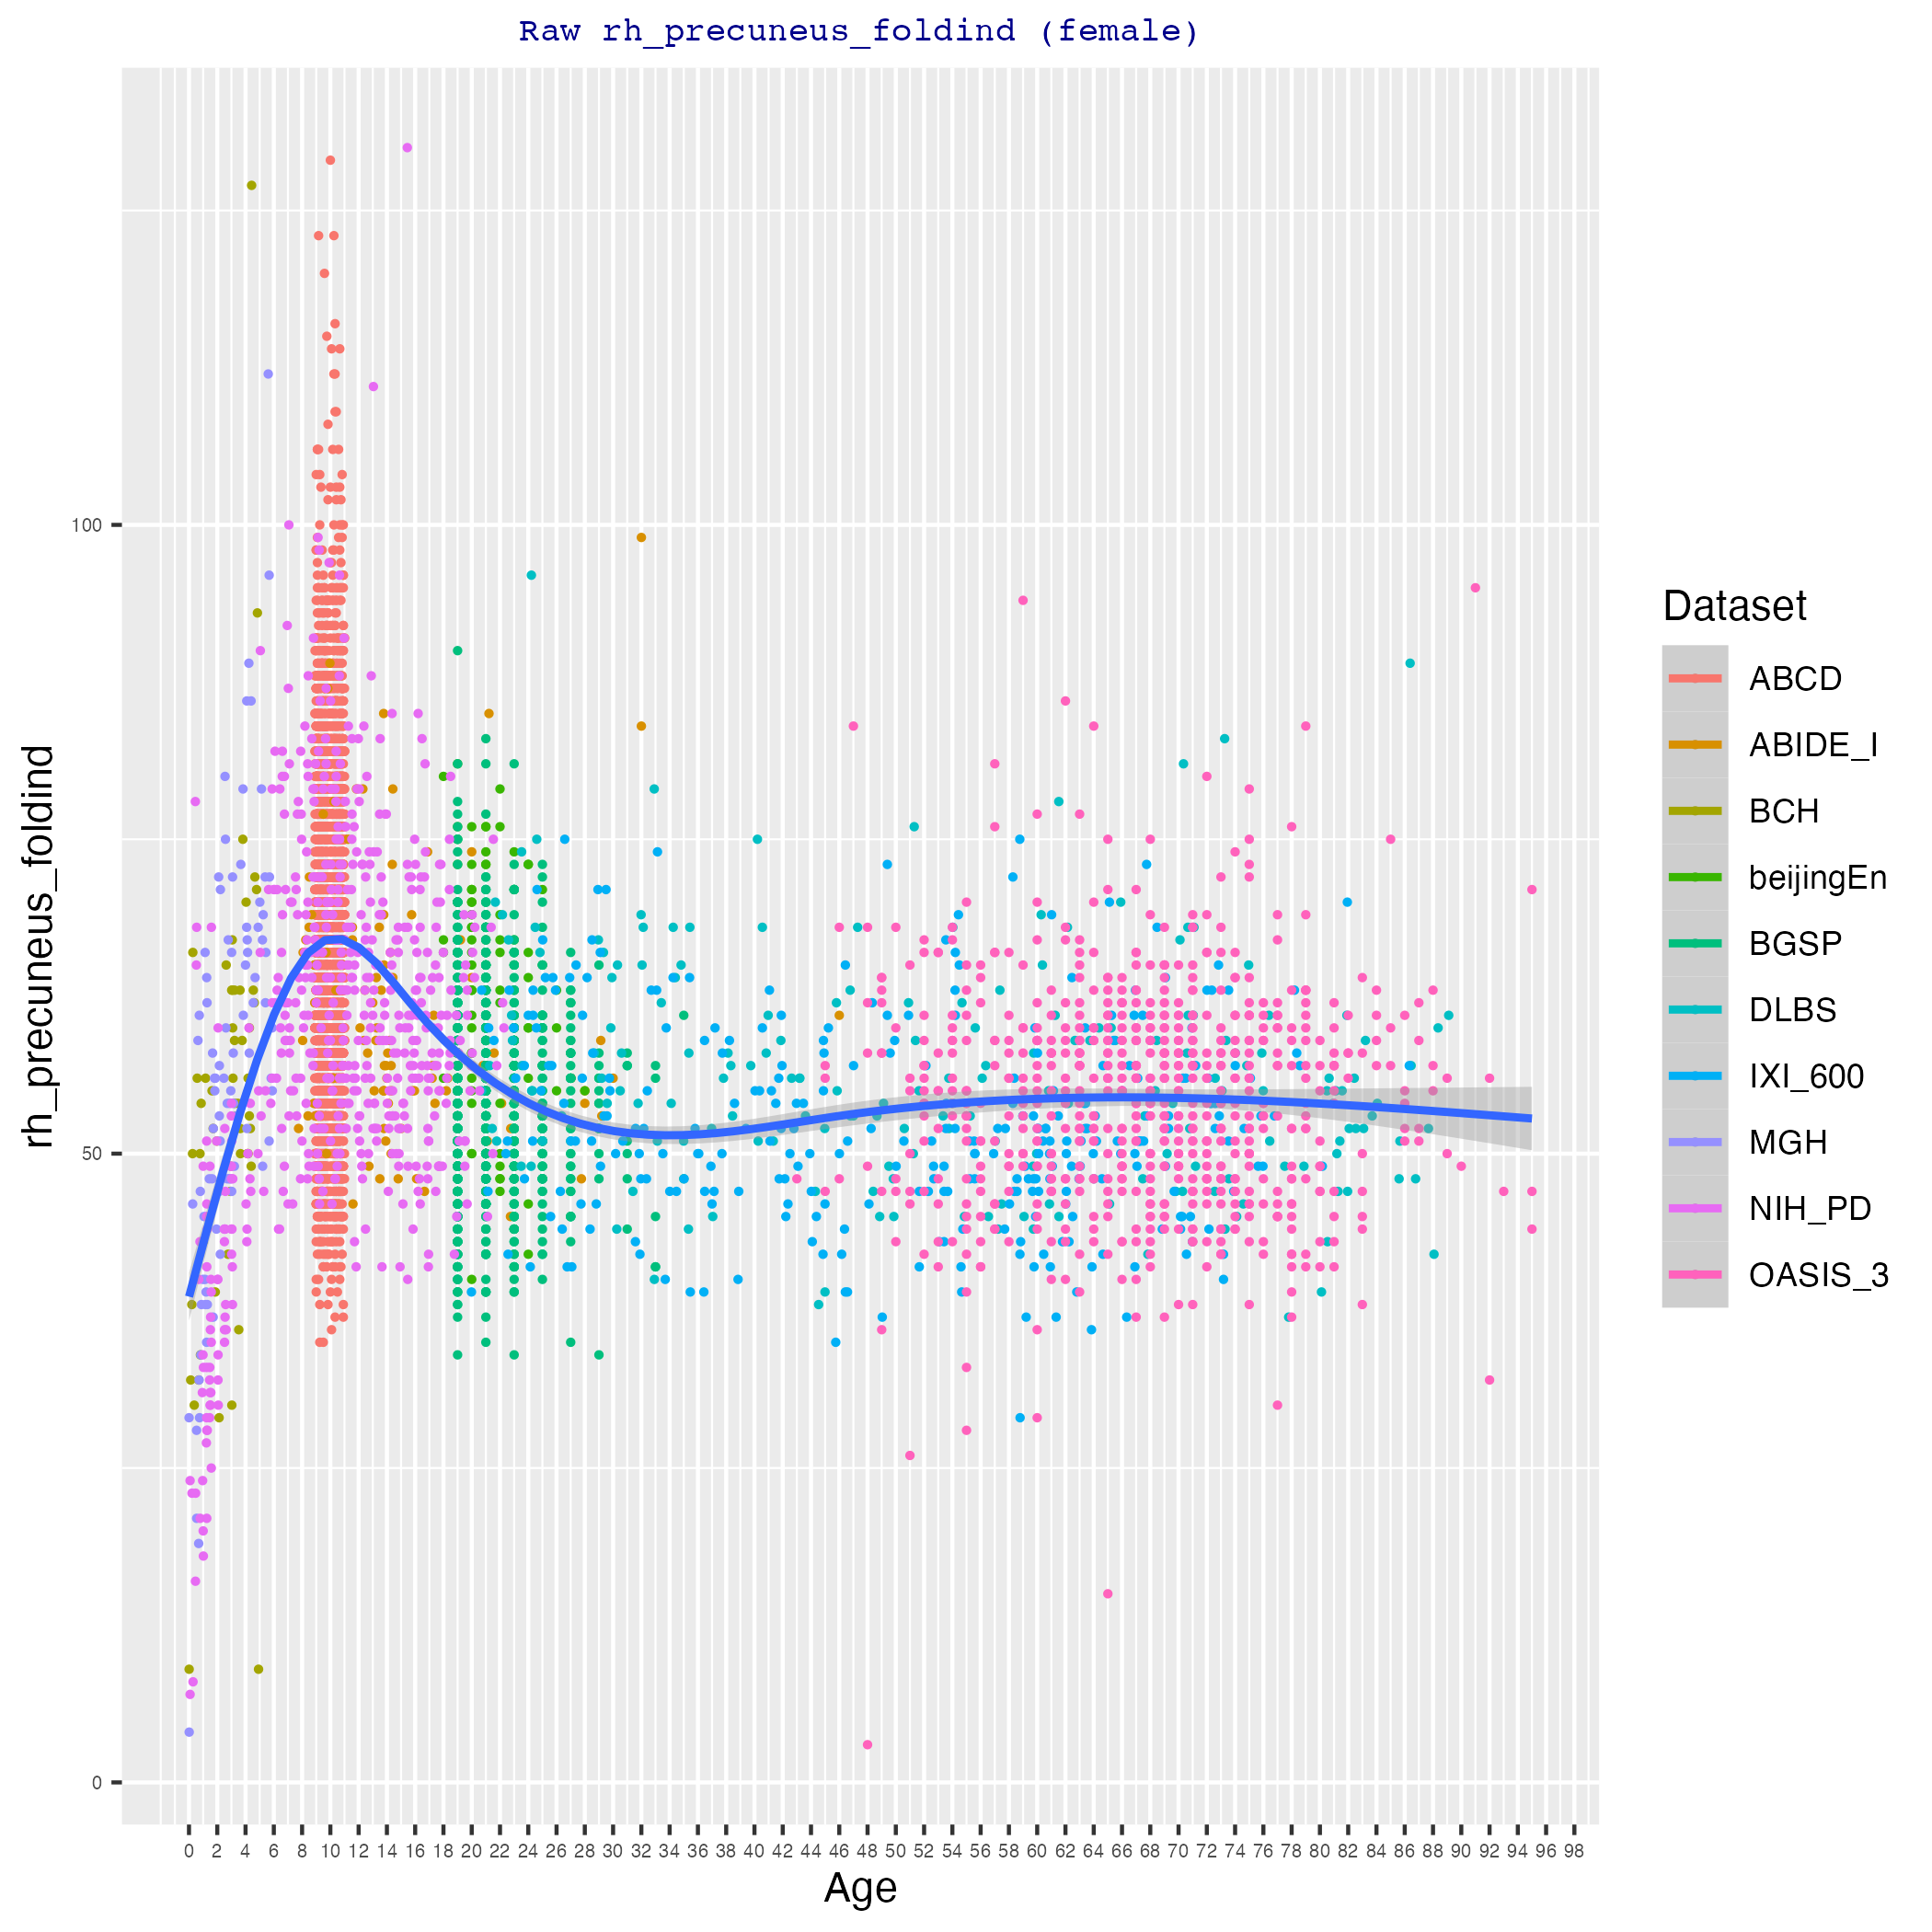 Raw rh_precuneus_foldind (female)
rh_precuneus_foldind
100
50
0
0 2 4 6 8 10 12 14 16 18 20 22 24 26 28 30 32 34 36 38 40 42 44 46 48 50 52 54 56 58 60 62 64 66 68 70 72 74 76 78 80 82 84 86 88 90 92 94 96 98
Age
Dataset
ABCD
ABIDE_I
BCH
beijingEn
BGSP
DLBS
IXI_600
MGH
NIH_PD
OASIS_3